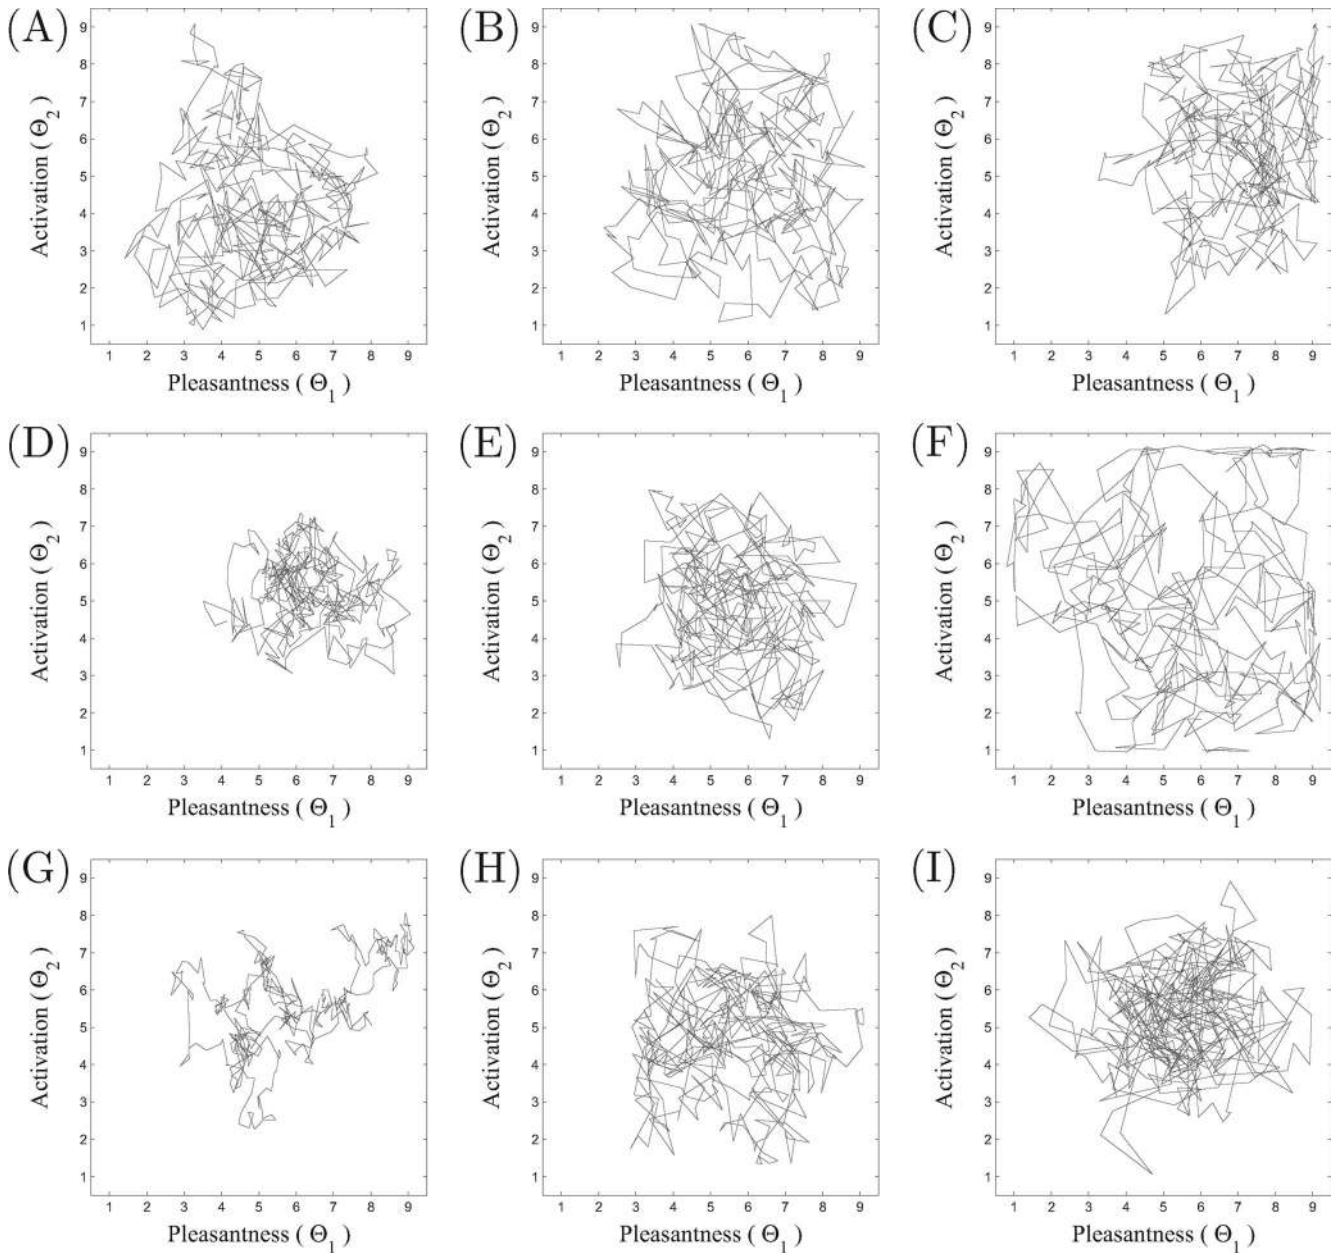 (A) (B) (C)
9 9 9
8 8 8
7 7 7
6 6 6
5 5 5
4 4 4
3 3 3
2 2 2
1 1 1
Activation ( Θ2 ) Activation ( Θ2 ) Activation ( Θ2 )
1 2 3 4 5 6 7 8 9 1 2 3 4 5 6 7 8 9 1 2 3 4 5 6 7 8 9
Pleasantness ( Θ1 ) Pleasantness ( Θ1 ) Pleasantness ( Θ1 )
(D) (E) (F)
9 9 9
8 8 8
7 7 7
6 6 6
5 5 5
4 4 4
3 3 3
2 2 2
1 1 1
Activation ( Θ2 ) Activation ( Θ2 ) Activation ( Θ2 )
1 2 3 4 5 6 7 8 9 1 2 3 4 5 6 7 8 9 1 2 3 4 5 6 7 8 9
Pleasantness ( Θ1 ) Pleasantness ( Θ1 ) Pleasantness ( Θ1 )
(G) (H) (I)
9 9 9
8 8 8
7 7 7
6 6 6
5 5 5
4 4 4
3 3 3
2 2 2
1 1 1
Activation ( Θ2 ) Activation ( Θ2 ) Activation ( Θ2 )
1 2 3 4 5 6 7 8 9 1 2 3 4 5 6 7 8 9 1 2 3 4 5 6 7 8 9
Pleasantness ( Θ1 ) Pleasantness ( Θ1 ) Pleasantness ( Θ1 )